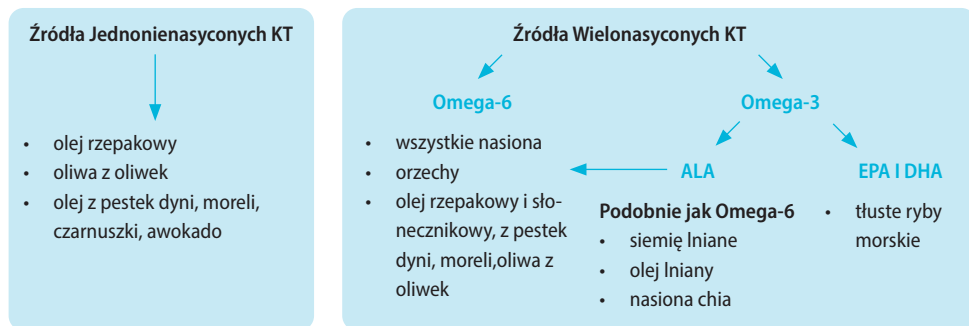 Źródła Jednonienasyconych KT
• olej rzepakowy
• oliwa z oliwek
• olej z pestek dyni, moreli,
czarnuszki, awokado
Źródła Wielonasyconych KT
Omega-6
• wszystkie nasiona
• orzechy
• olej rzepakowy i sło-
necznikowy, z pestek
dyni, moreli,oliwa z
oliwek
Omega-3
ALA
Podobnie jak Omega-6
• siemię lniane
• olej lniany
• nasiona chia
EPA I DHA
• tłuste ryby
morskie